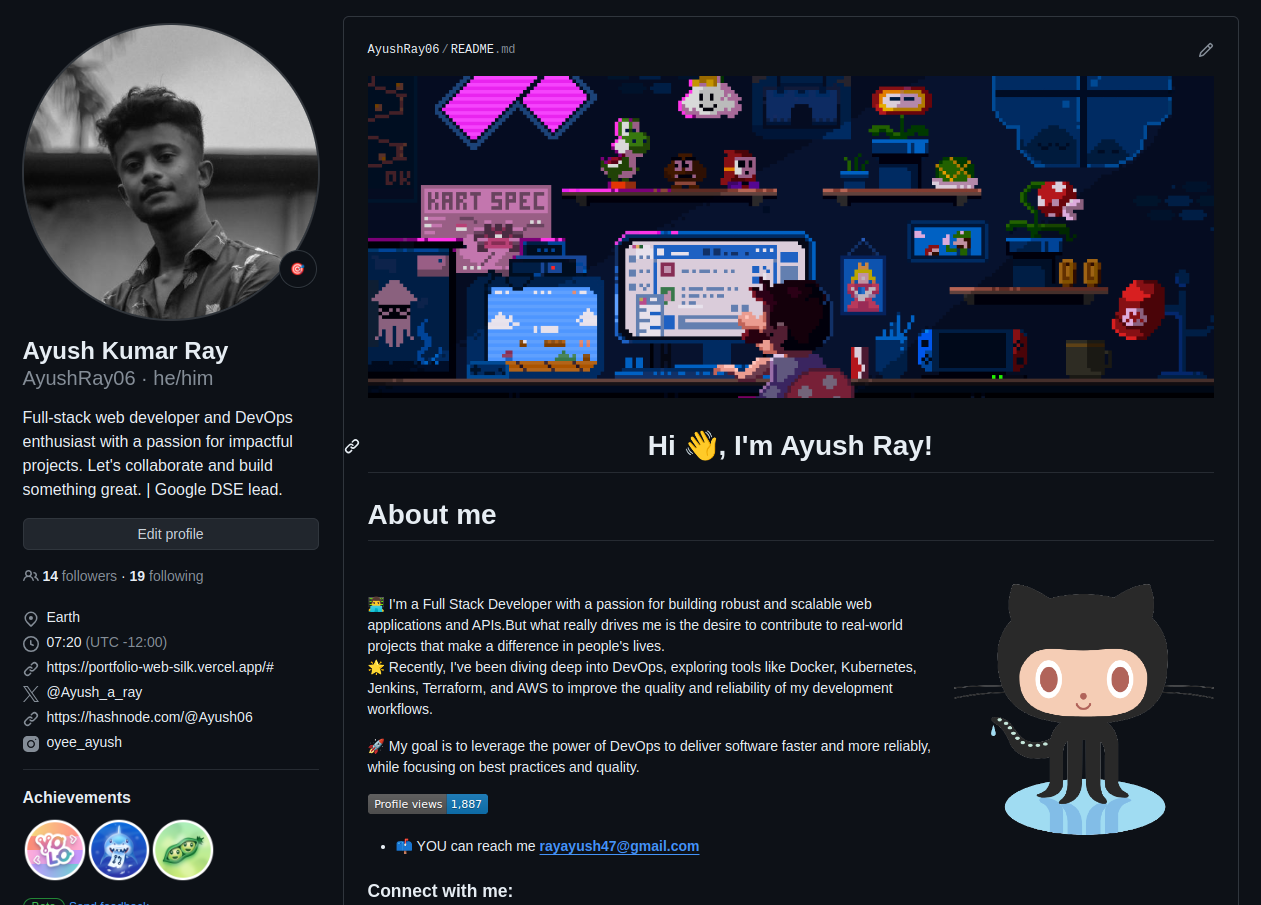 AyushRay06/README.md
DK
KART SPEC
Ayush Kumar Ray
AyushRay06 · he/him
Full-stack web developer and DevOps
enthusiast with a passion for impactful
projects. Let's collaborate and build
something great. | Google DSE lead.
Edit profile
14 followers · 19 following
Earth
07:20 (UTC -12:00)
https://portfolio-web-silk.vercel.app/#
@Ayush_a_ray
https://hashnode.com/@Ayush06
oyee_ayush
Achievements
YOLO
Beta Send feedback
Hi 👋, I'm Ayush Ray!
About me
👨‍💻 I'm a Full Stack Developer with a passion for building robust and scalable web
applications and APIs.But what really drives me is the desire to contribute to real-world
projects that make a difference in people's lives.
🌟 Recently, I've been diving deep into DevOps, exploring tools like Docker, Kubernetes,
Jenkins, Terraform, and AWS to improve the quality and reliability of my development
workflows.
🚀 My goal is to leverage the power of DevOps to deliver software faster and more reliably,
while focusing on best practices and quality.
Profile views 1,887
• 📫 YOU can reach me rayayush47@gmail.com
Connect with me: